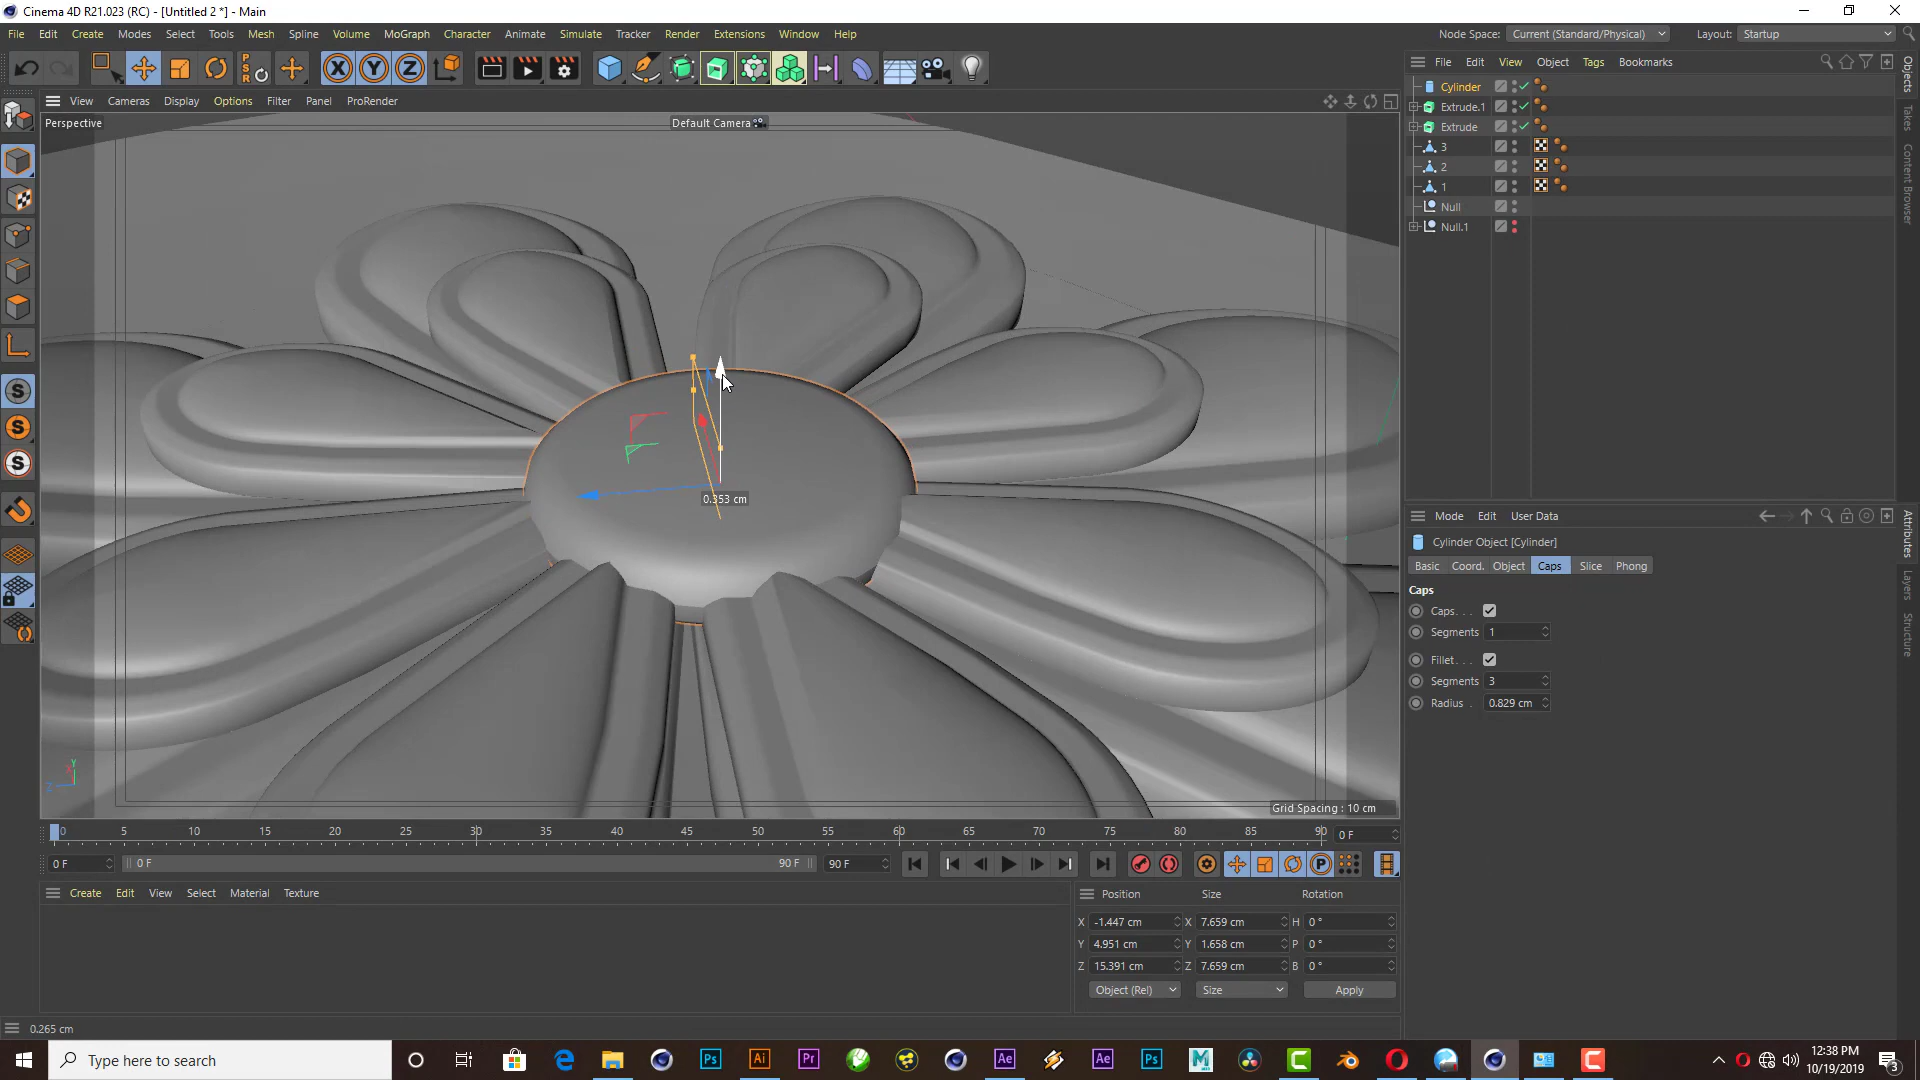 Cinema 4D R21.023 (RC) - [Untitled 2 *] - Main
File Edit Create Modes Select Tools Mesh Spline Volume MoGraph Character Animate Simulate Tracker Render Extensions Window Help
Node Space: Current (Standard/Physical) Layout: Startup
View Cameras Display Options Filter Panel ProRender
Perspective
Default Camera
0.353 cm
Grid Spacing : 10 cm
File Edit View Object Tags Bookmarks
Cylinder
Extrude.1
Extrude
3
2
1
Null
Null.1
Objects
Takes
Content Browser
Mode Edit User Data
Cylinder Object [Cylinder]
Basic Coord. Object Caps Slice Phong
Caps
Caps. . .
Segments 1
Fillet. . .
Segments 3
Radius . 0.829 cm
Attributes
Layers
Structure
0 5 10 15 20 25 30 35 40 45 50 55 60 65 70 75 80 85 90 0 F
0 F 0 F 90 F 90 F
Create Edit View Select Material Texture
Position Size Rotation
X -1.447 cm X 7.659 cm H 0 °
Y 4.951 cm Y 1.658 cm P 0 °
Z 15.391 cm Z 7.659 cm B 0 °
Object (Rel) Size Apply
0.265 cm
Type here to search
12:38 PM
10/19/2019